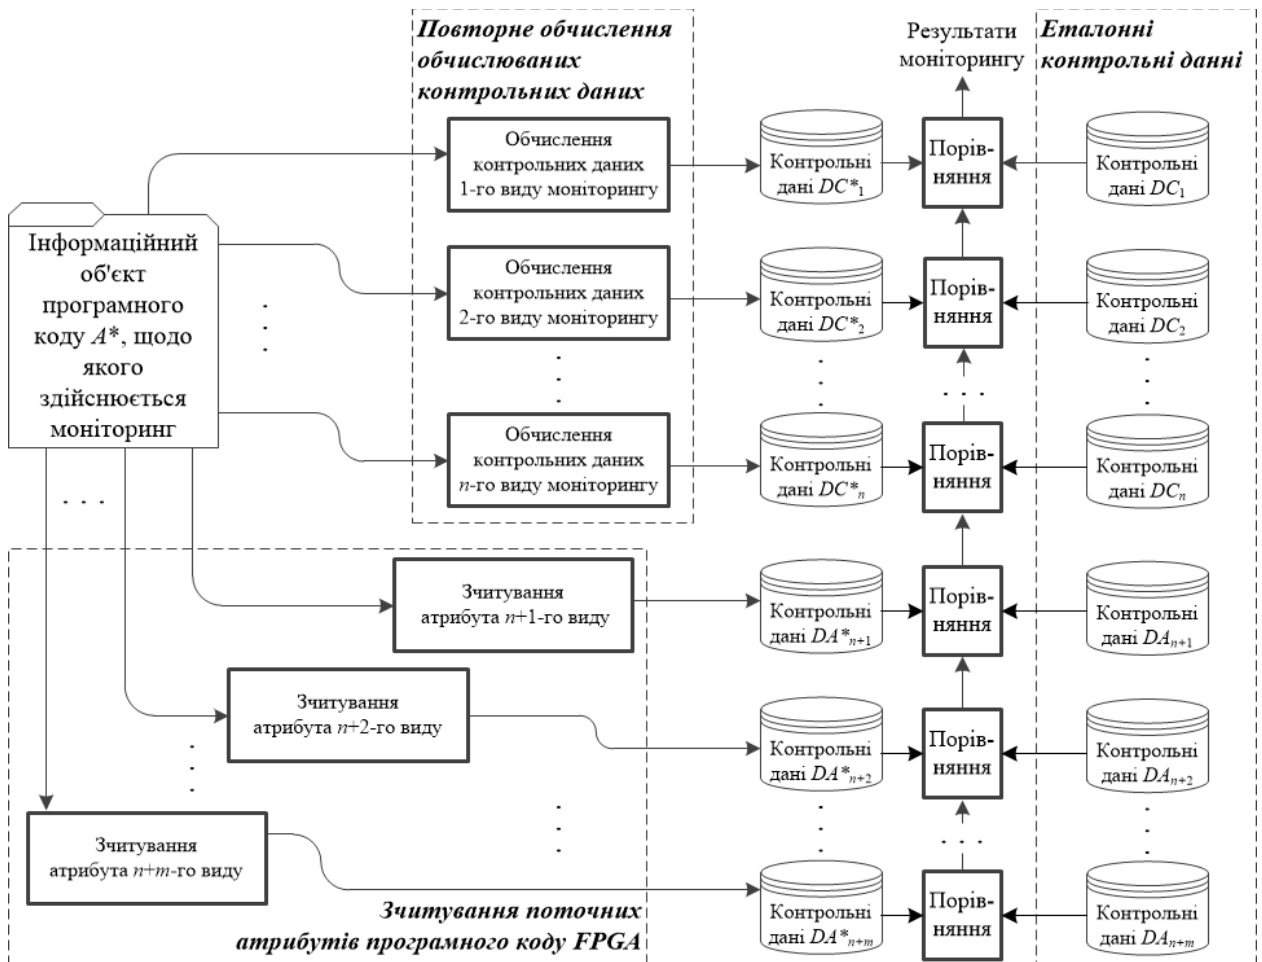 Повторне обчислення
обчислюваних
контрольних даних
Результати
моніторингу
Еталонні
контрольні данні
Обчислення
контрольних даних
1-го виду моніторингу
Контрольні
дані DC*1
Порів-
няння
Контрольні
дані DC1
Інформаційний
об'єкт
програмного
коду A*, щодо
якого
здійснюється
моніторинг
. . .
. . .
Обчислення
контрольних даних
2-го виду моніторингу
Контрольні
дані DC*2
Порів-
няння
Контрольні
дані DC2
. . .
. . .
. . .
. . .
Обчислення
контрольних даних
n-го виду моніторингу
Контрольні
дані DC*n
Порів-
няння
Контрольні
дані DCn
Зчитування
атрибута n+1-го виду
Контрольні
дані DA*n+1
Порів-
няння
Контрольні
дані DAn+1
Зчитування
атрибута n+2-го виду
Контрольні
дані DA*n+2
Порів-
няння
Контрольні
дані DAn+2
. . .
. . .
. . .
. . .
. . .
Зчитування
атрибута n+m-го виду
Контрольні
дані DA*n+m
Порів-
няння
Контрольні
дані DAn+m
Зчитування поточних
атрибутів програмного коду FPGA